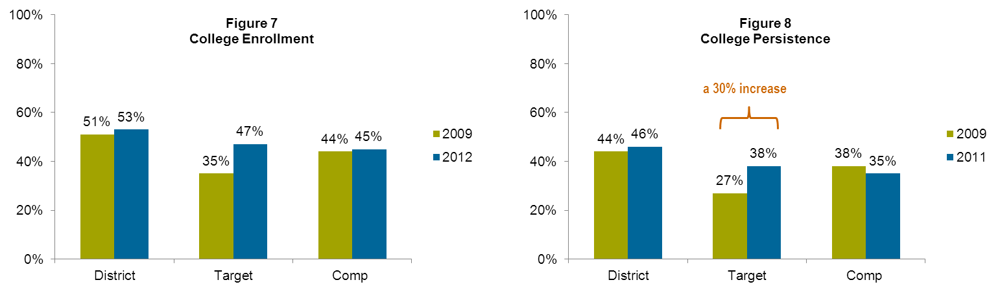 Figure 7
College Enrollment
100%
80%
60%
40%
20%
0%
51%
53%
35%
47%
44%
45%
District
Target
Comp
2009
2012
Figure 8
College Persistence
100%
80%
60%
40%
20%
0%
a 30% increase
44%
46%
27%
38%
38%
35%
District
Target
Comp
2009
2011